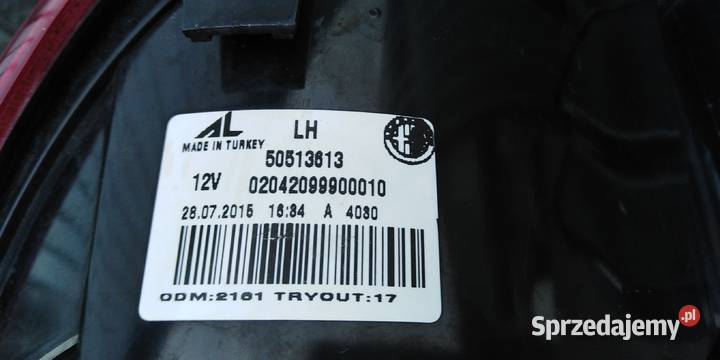 AL
LH
MADE IN TURKEY
50513613
12V 02042099900010
28.07.2015 16:34 A 4030
ODM:2161 TRYOUT:17
Sprzedajemy.pl